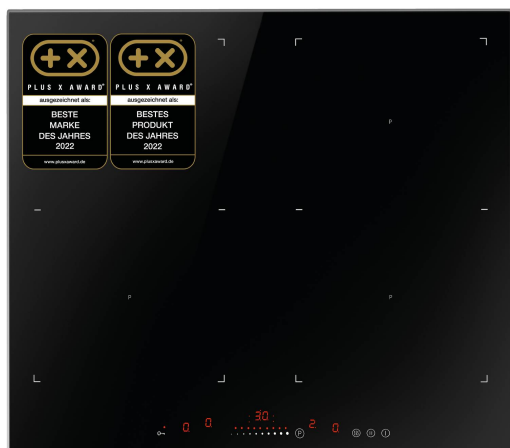 PLUS X AWARD®
ausgezeichnet als:
BESTE
MARKE
DES JAHRES
2022
www.plusxaward.de
PLUS X AWARD®
ausgezeichnet als:
BESTES
PRODUKT
DES JAHRES
2022
www.plusxaward.de
P
P
P
0. 0. 30 P 2. 0.